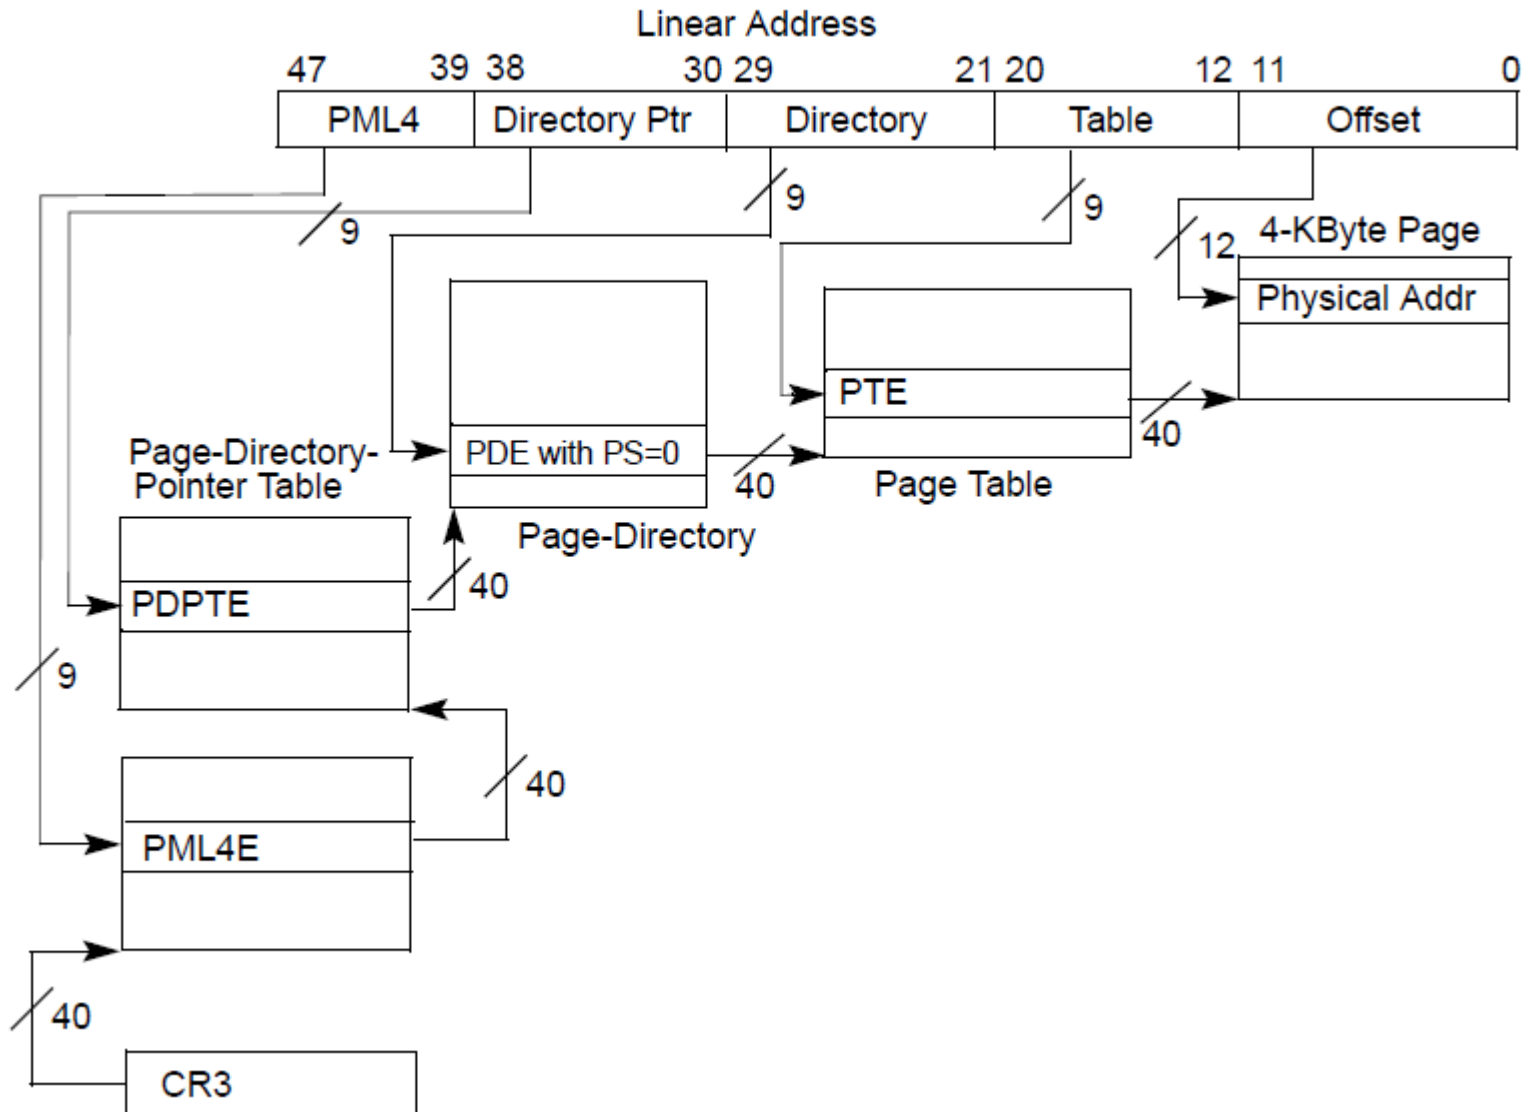 Linear Address
47 39 38 30 29 21 20 12 11 0
PML4 Directory Ptr Directory Table Offset
9 9 9 12
4-KByte Page
Physical Addr
PTE
40
Page Table
PDE with PS=0
40
Page-Directory
Page-Directory-
Pointer Table
PDPTE
40
9
40
PML4E
40
CR3